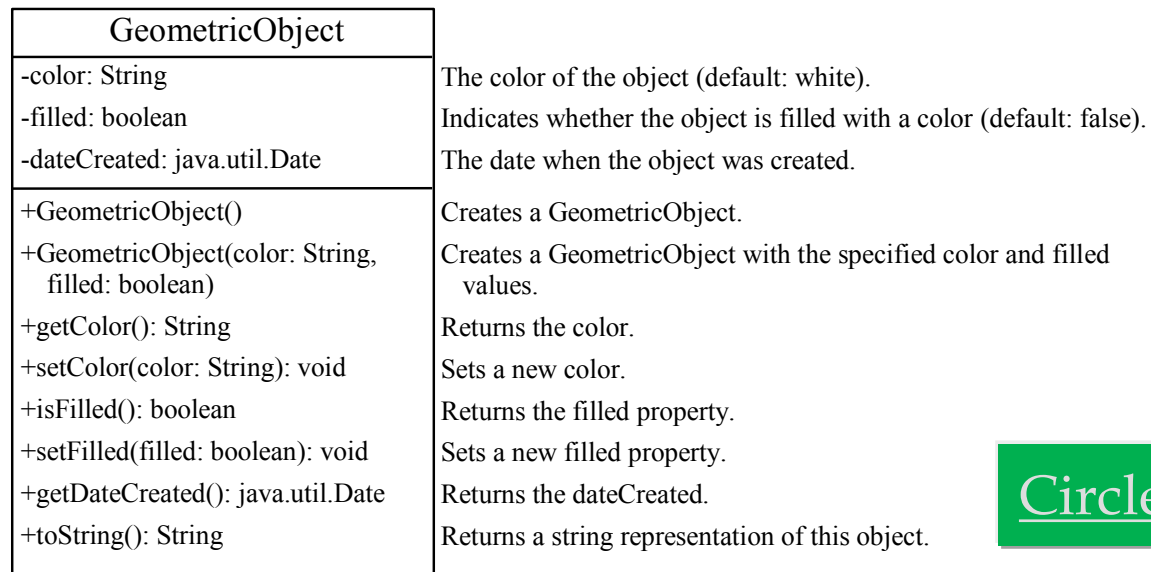 GeometricObject
-color: String The color of the object (default: white).
-filled: boolean Indicates whether the object is filled with a color (default: false).
-dateCreated: java.util.Date The date when the object was created.
+GeometricObject() Creates a GeometricObject.
+GeometricObject(color: String, Creates a GeometricObject with the specified color and filled
filled: boolean) values.
+getColor(): String Returns the color.
+setColor(color: String): void Sets a new color.
+isFilled(): boolean Returns the filled property.
+setFilled(filled: boolean): void Sets a new filled property.
+getDateCreated(): java.util.Date Returns the dateCreated.
+toString(): String Returns a string representation of this object.
Circle